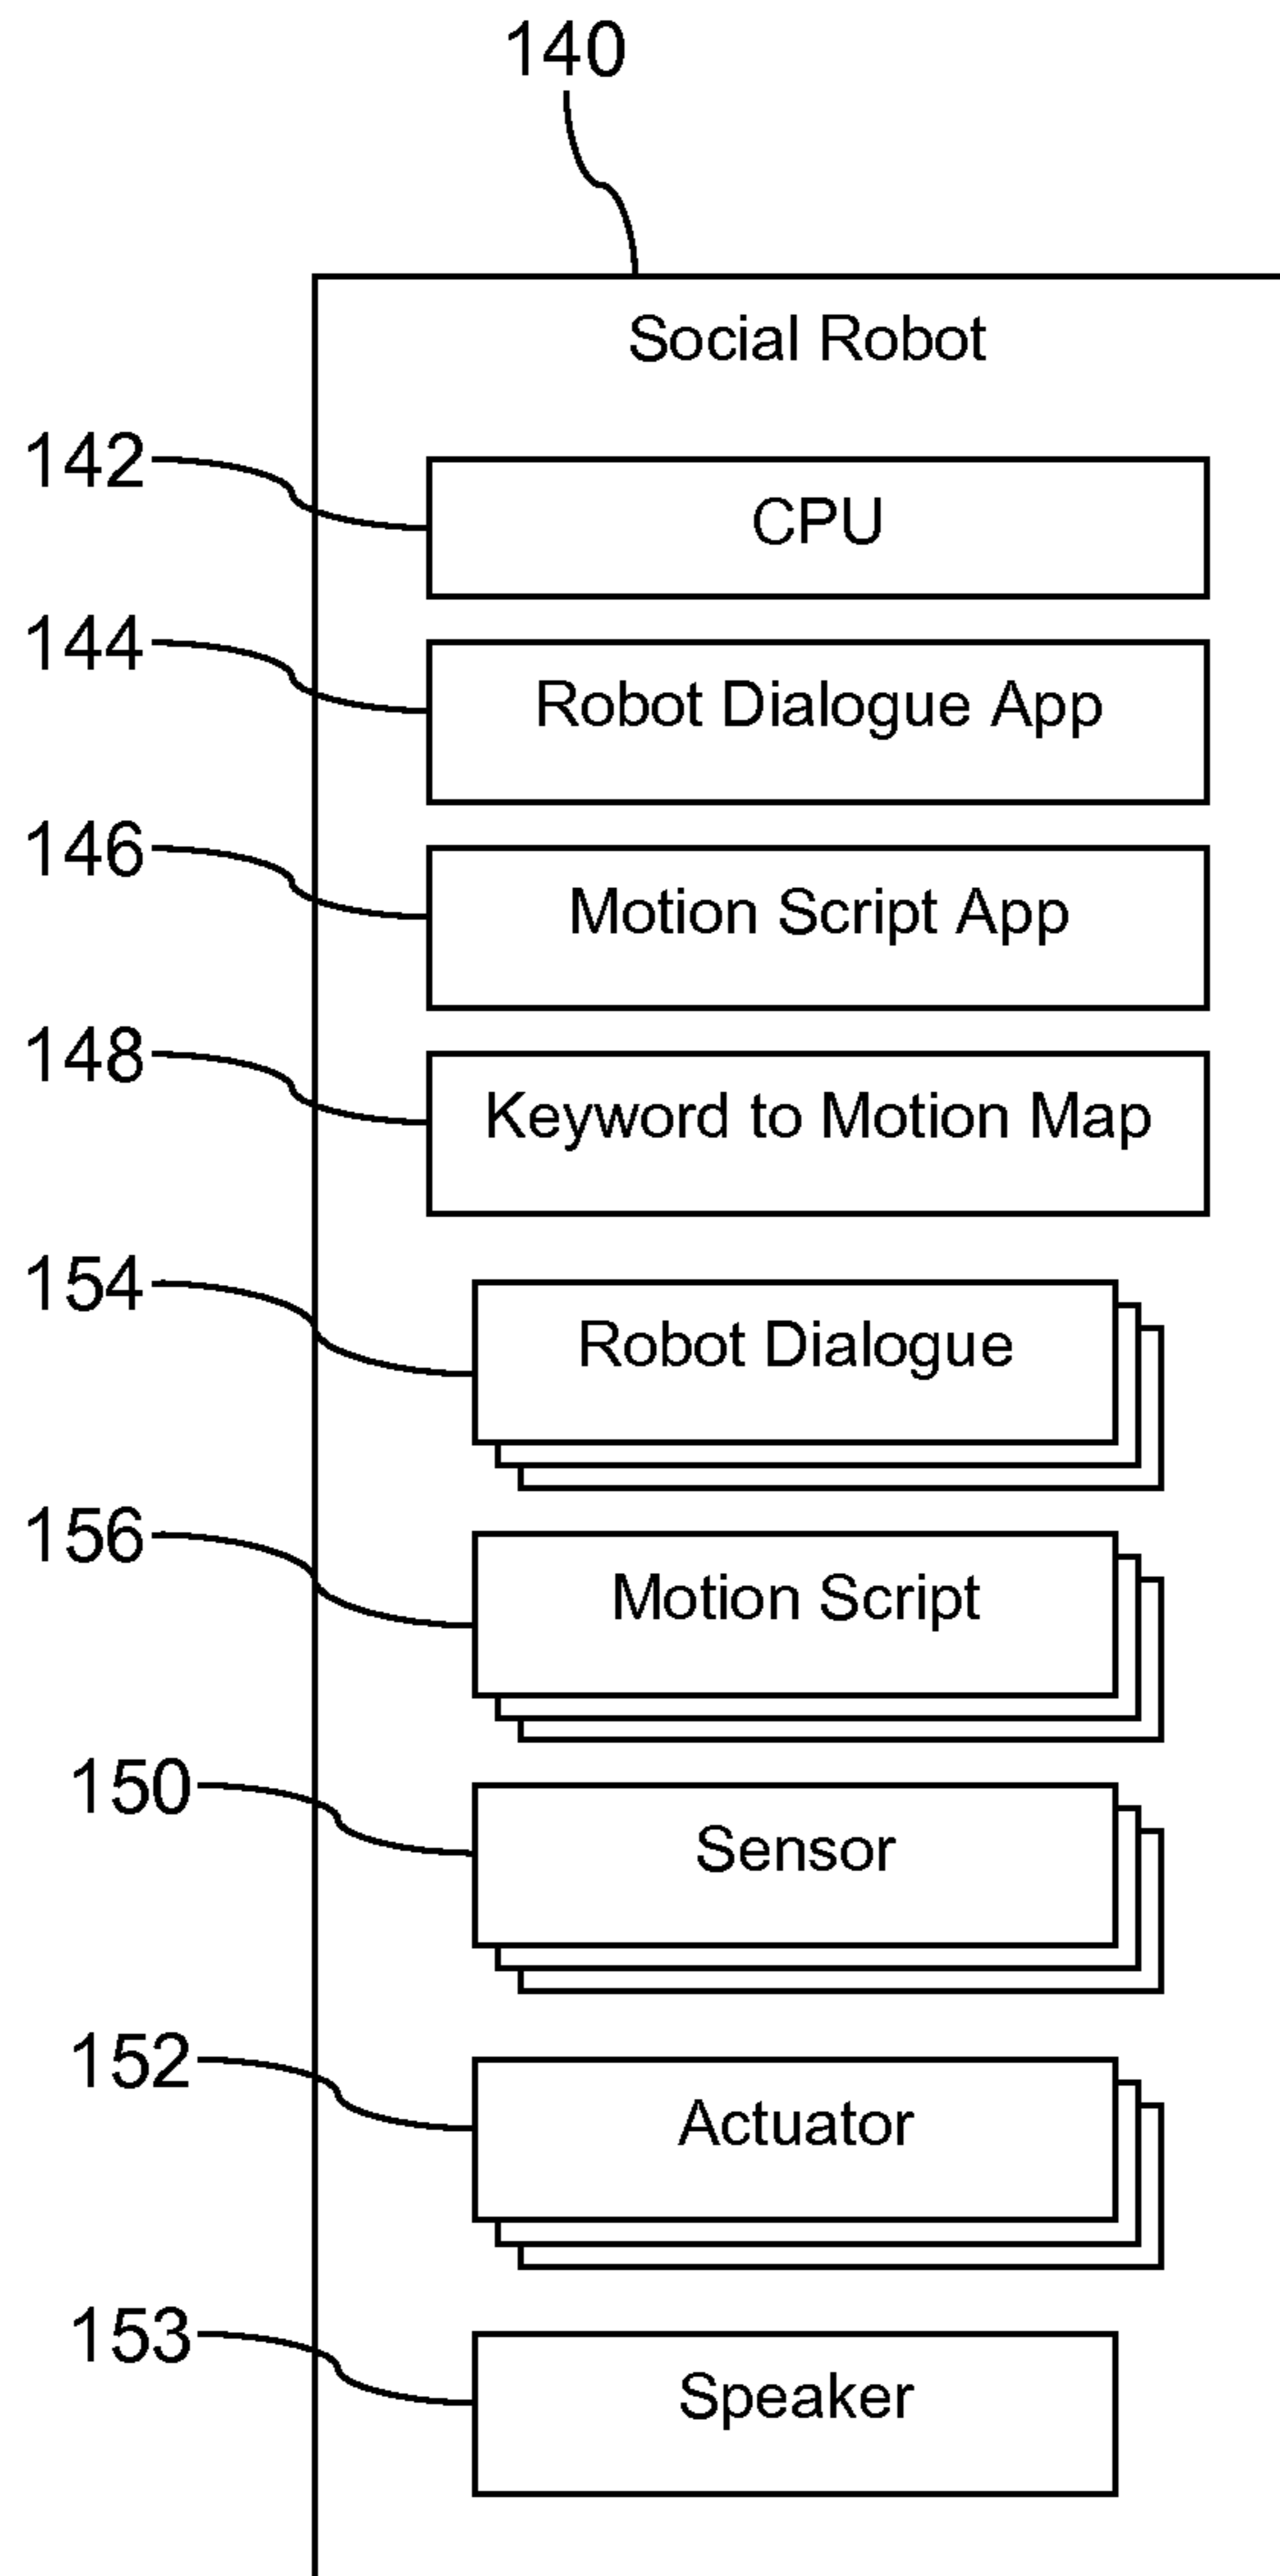 140
Social Robot
142
CPU
144
Robot Dialogue App
146
Motion Script App
148
Keyword to Motion Map
154
Robot Dialogue
156
Motion Script
150
Sensor
152
Actuator
153
Speaker